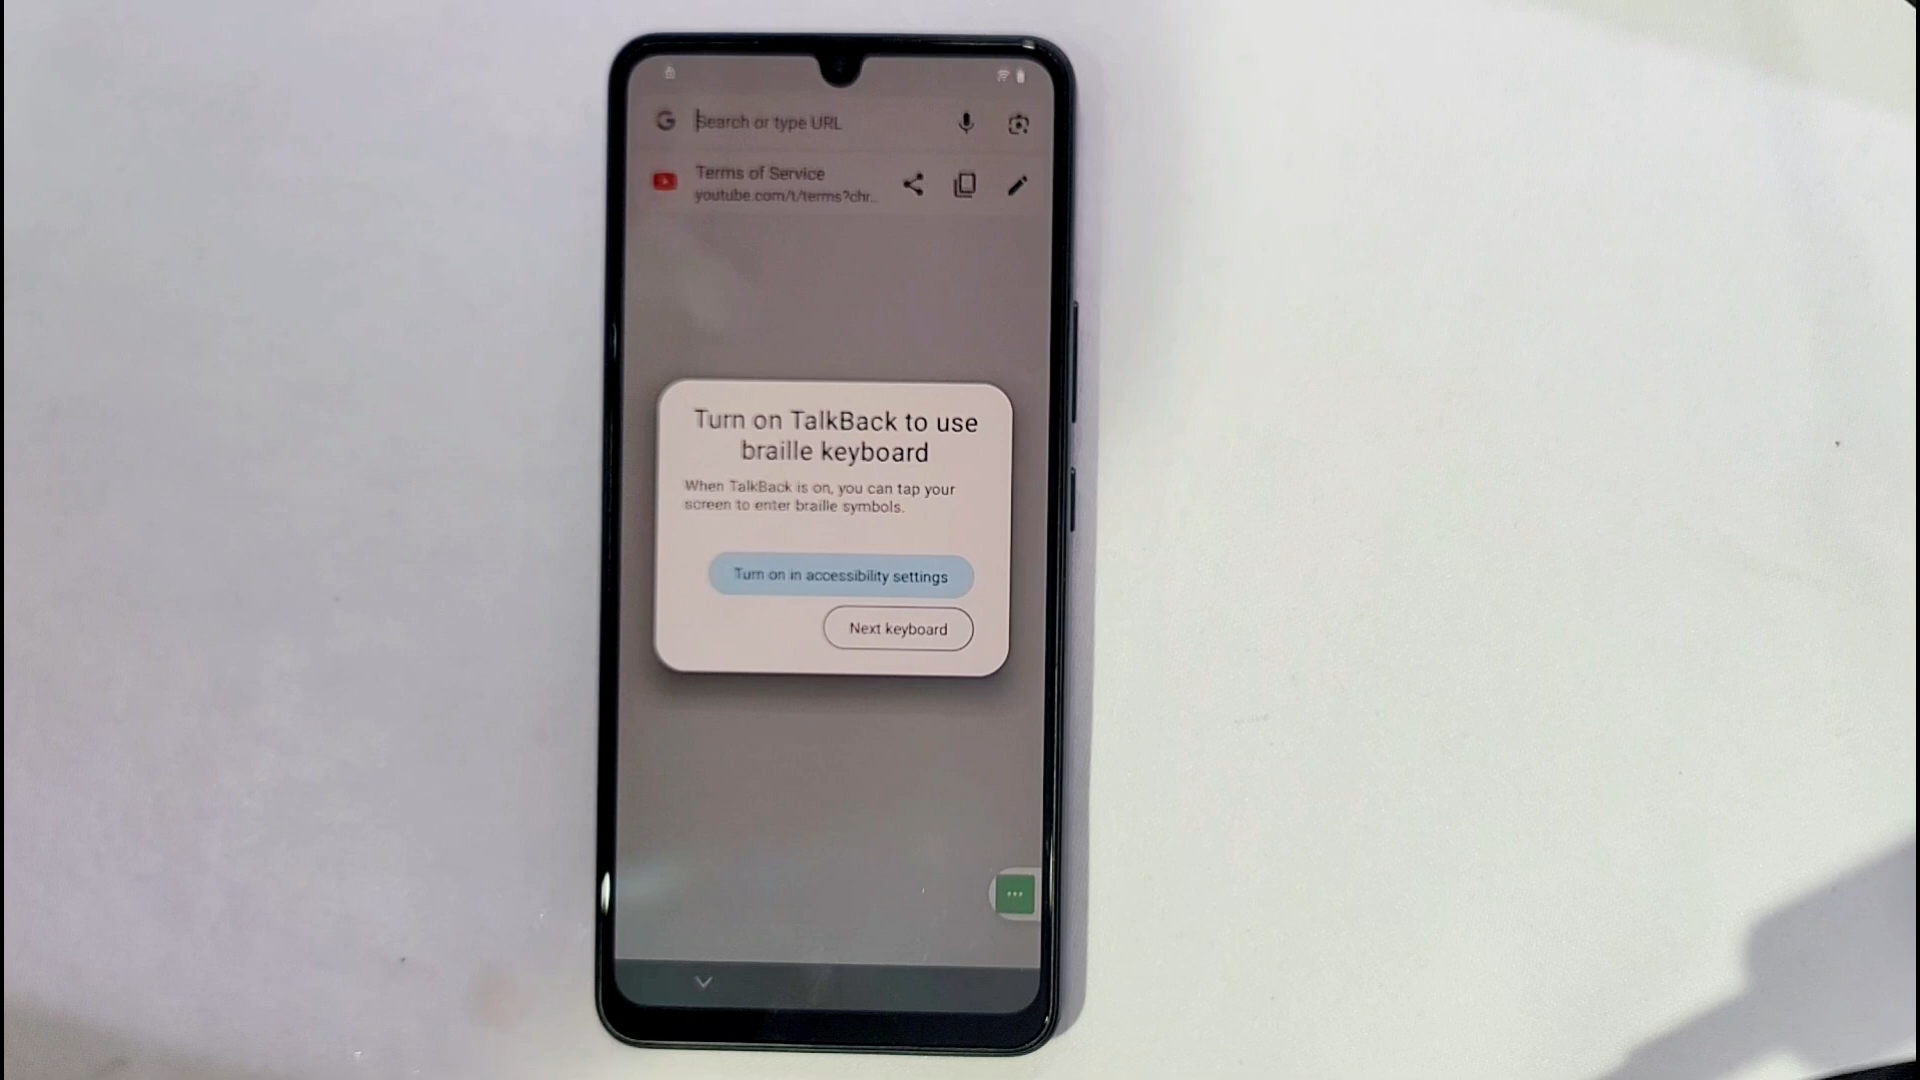 Search or type URL
Terms of Service
youtube.com/t/terms?chr...
Turn on TalkBack to use
braille keyboard
When TalkBack is on, you can tap your
screen to enter braille symbols.
Turn on in accessibility settings
Next keyboard